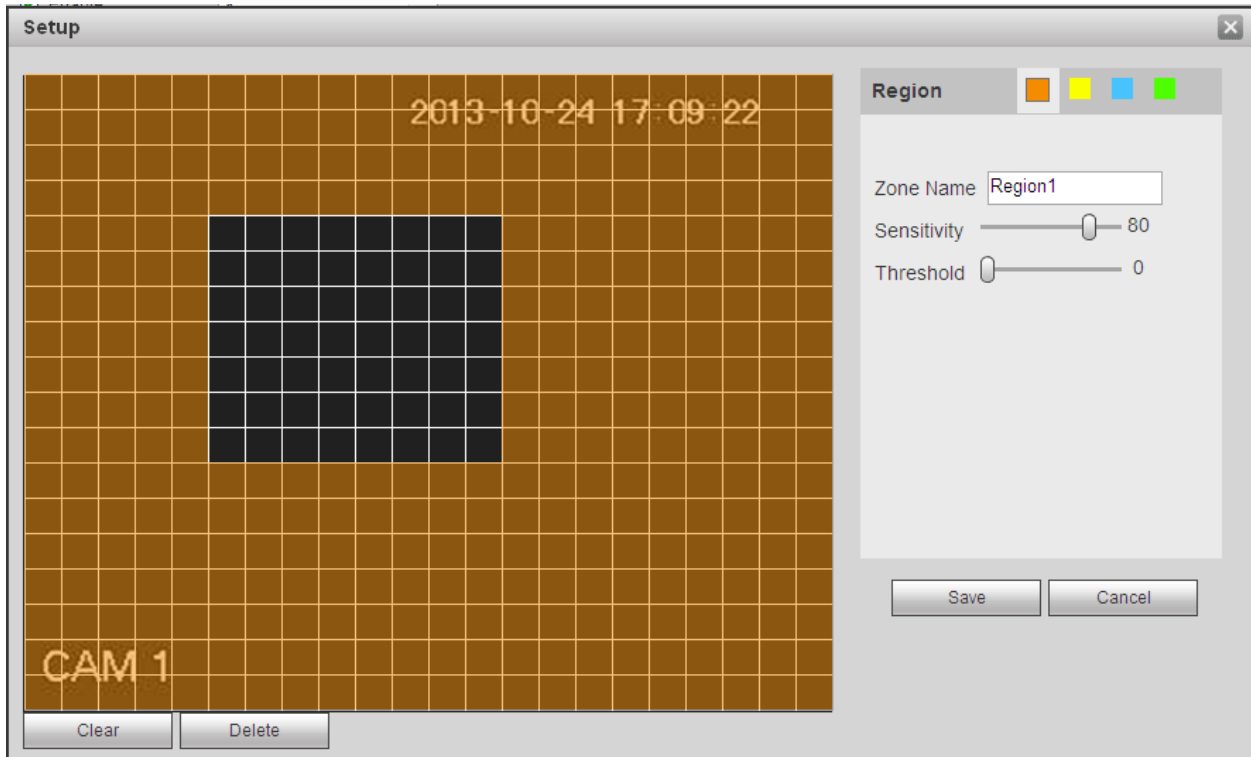 Setup
2013-10-24 17:09:22
CAM 1
Clear
Delete
Region
Zone Name Region1
Sensitivity 80
Threshold 0
Save
Cancel